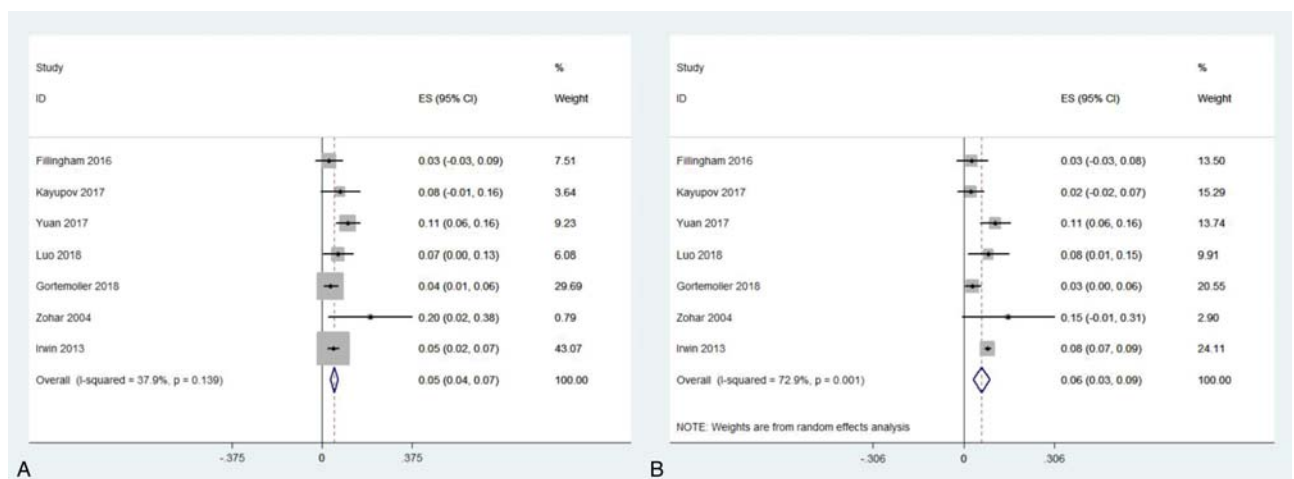 Study %
ID ES (95% CI) Weight
Fillingham 2016 0.03 (-0.03, 0.09) 7.51
Kayupov 2017 0.08 (-0.01, 0.16) 3.64
Yuan 2017 0.11 (0.06, 0.16) 9.23
Luo 2018 0.07 (0.00, 0.13) 6.08
Gortemoller 2018 0.04 (0.01, 0.06) 29.69
Zohar 2004 0.20 (0.02, 0.38) 0.79
Irwin 2013 0.05 (0.02, 0.07) 43.07
Overall (I-squared = 37.9%, p = 0.139) 0.05 (0.04, 0.07) 100.00
-.375 0 .375
A
Study %
ID ES (95% CI) Weight
Fillingham 2016 0.03 (-0.03, 0.08) 13.50
Kayupov 2017 0.02 (-0.02, 0.07) 15.29
Yuan 2017 0.11 (0.06, 0.16) 13.74
Luo 2018 0.08 (0.01, 0.15) 9.91
Gortemoller 2018 0.03 (0.00, 0.06) 20.55
Zohar 2004 0.15 (-0.01, 0.31) 2.90
Irwin 2013 0.08 (0.07, 0.09) 24.11
Overall (I-squared = 72.9%, p = 0.001) 0.06 (0.03, 0.09) 100.00
NOTE: Weights are from random effects analysis
-.306 0 .306
B